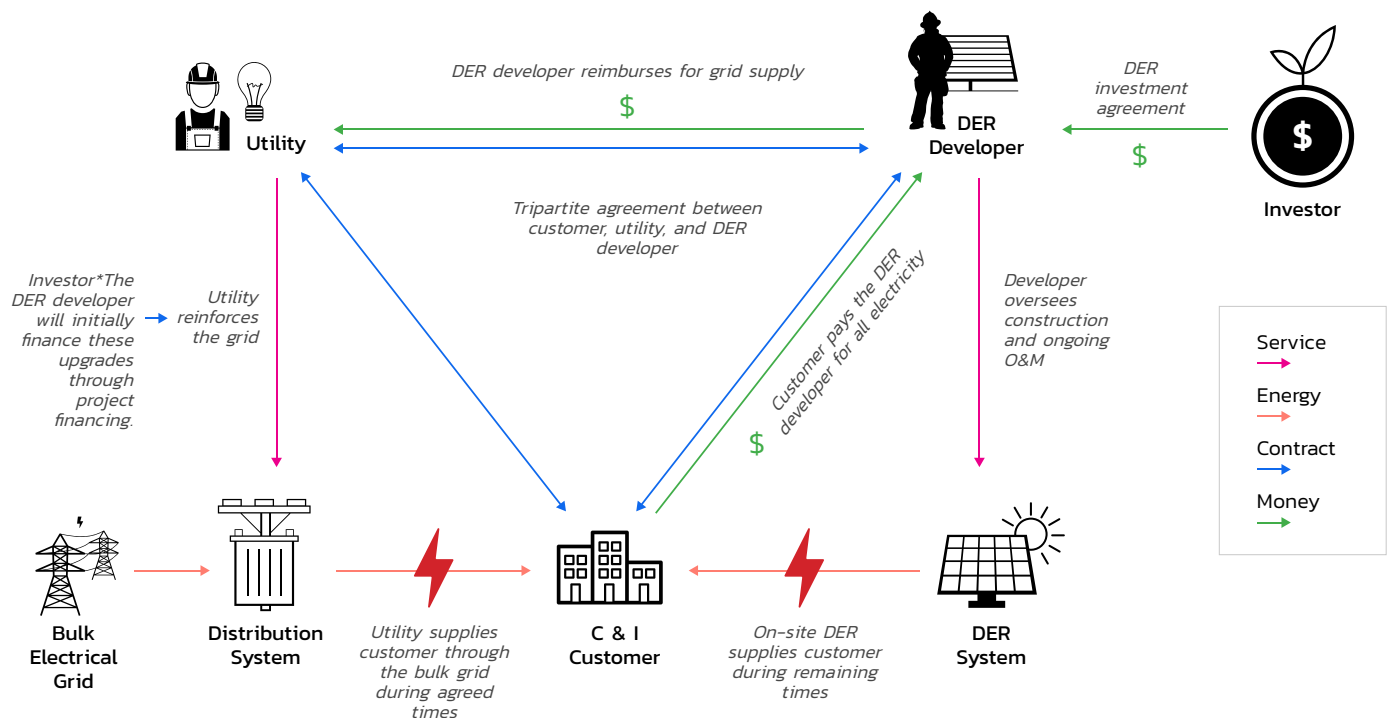 DER developer reimburses for grid supply
$
Utility
DER
Developer
DER
investment
agreement
$
$
Investor
Tripartite agreement between
customer, utility, and DER
developer
Investor*The
DER developer
will initially
finance these
upgrades
through
project
financing.
Utility
reinforces
the grid
Customer pays the DER
developer for all electricity
$
Developer
oversees
construction
and ongoing
O&M
Service
Energy
Contract
Money
Bulk
Electrical
Grid
Distribution
System
Utility supplies
customer through
the bulk grid
during agreed
times
C & I
Customer
On-site DER
supplies customer
during remaining
times
DER
System